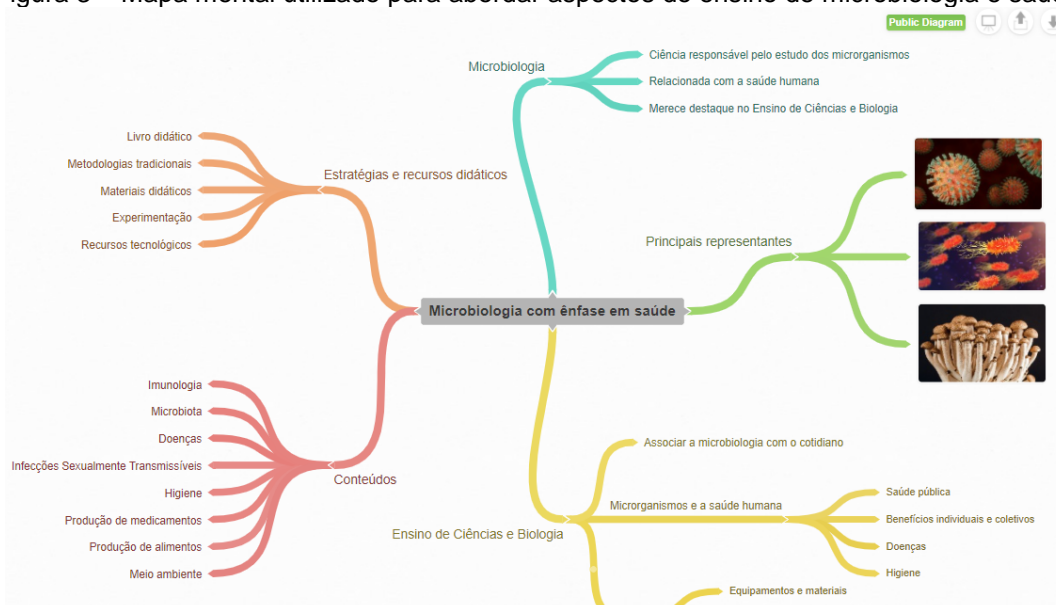 Mapa mental utilizado para abordar aspectos do ensino de microbiologia e
Public Diagram
Microbiologia
Ciência responsável pelo estudo dos microrganismos
Relacionada com a saúde humana
Merece destaque no Ensino de Ciências e Biologia
Estratégias e recursos didáticos
Livro didático
Metodologias tradicionais
Materiais didáticos
Experimentação
Recursos tecnológicos
Principais representantes
Microbiologia com ênfase em saúde
Conteúdos
Imunologia
Microbiota
Doenças
Infecções Sexualmente Transmissíveis
Higiene
Produção de medicamentos
Produção de alimentos
Meio ambiente
Ensino de Ciências e Biologia
Associar a microbiologia com o cotidiano
Microrganismos e a saúde humana
Saúde pública
Benefícios individuais e coletivos
Doenças
Higiene
Equipamentos e materiais